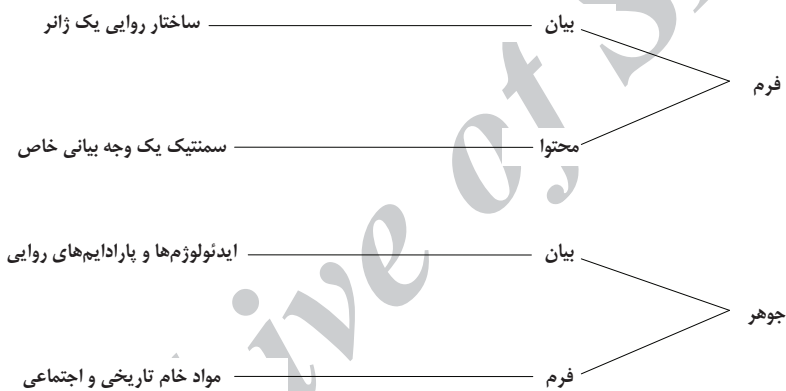 بیان ساختار روایی یک ژانر
فرم
محتوا سمنتیک یک وجه بیانی خاص
بیان ایدئولوژم‌ها و پارادایم‌های روایی
جوهر
فرم مواد خام تاریخی و اجتماعی